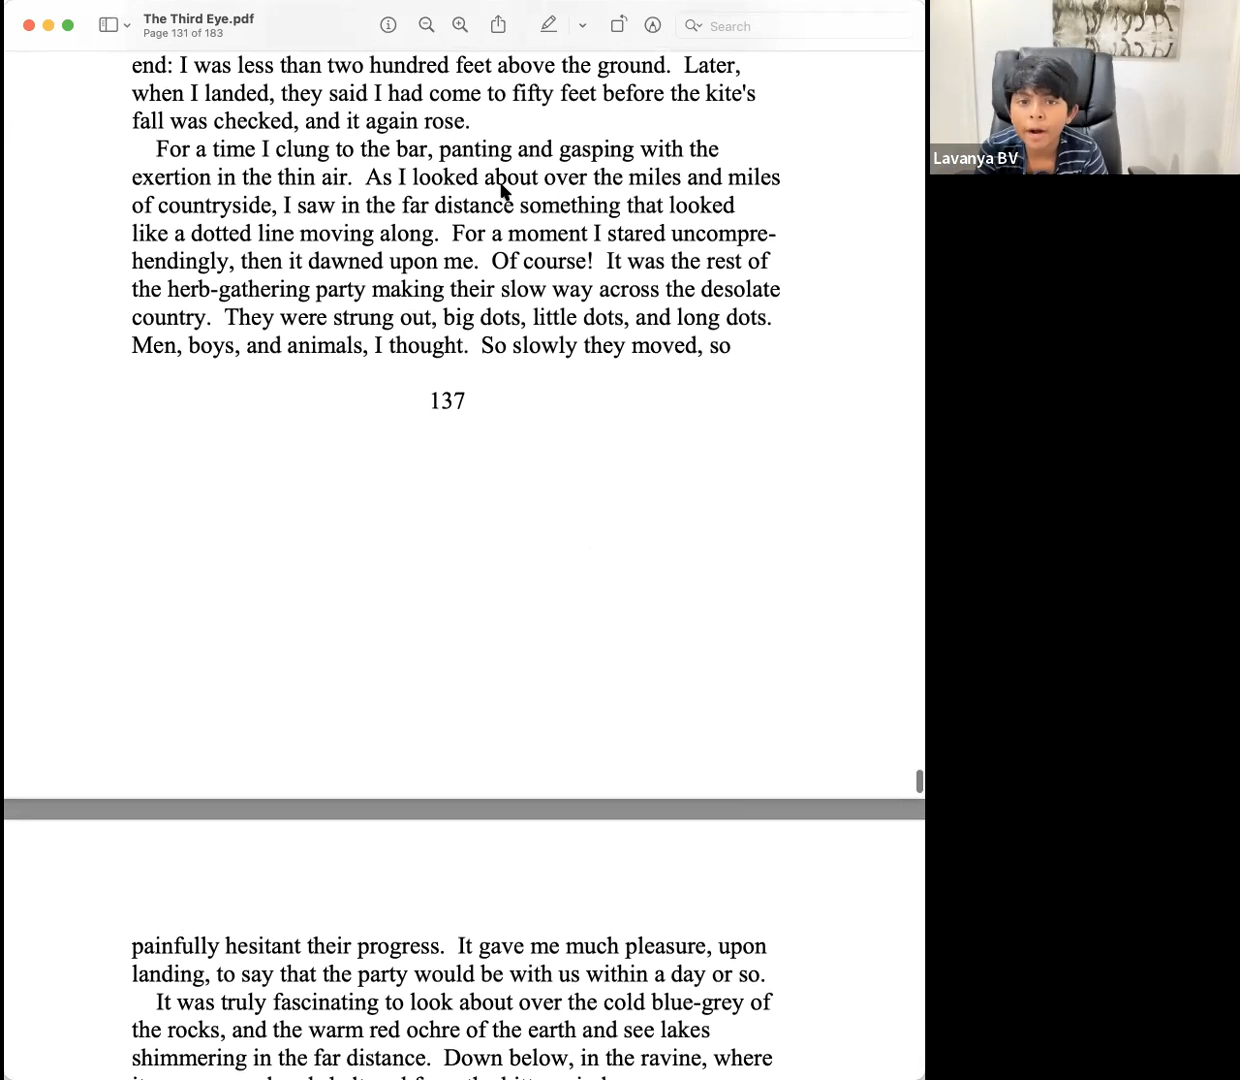 The Third Eye.pdf
Page 131 of 183
Search
end: I was less than two hundred feet above the ground. Later,
when I landed, they said I had come to fifty feet before the kite's
fall was checked, and it again rose.
For a time I clung to the bar, panting and gasping with the
exertion in the thin air. As I looked about over the miles and miles
of countryside, I saw in the far distance something that looked
like a dotted line moving along. For a moment I stared uncompre-
hendingly, then it dawned upon me. Of course! It was the rest of
the herb-gathering party making their slow way across the desolate
country. They were strung out, big dots, little dots, and long dots.
Men, boys, and animals, I thought. So slowly they moved, so
137
painfully hesitant their progress. It gave me much pleasure, upon
landing, to say that the party would be with us within a day or so.
It was truly fascinating to look about over the cold blue-grey of
the rocks, and the warm red ochre of the earth and see lakes
shimmering in the far distance. Down below, in the ravine, where
Lavanya BV